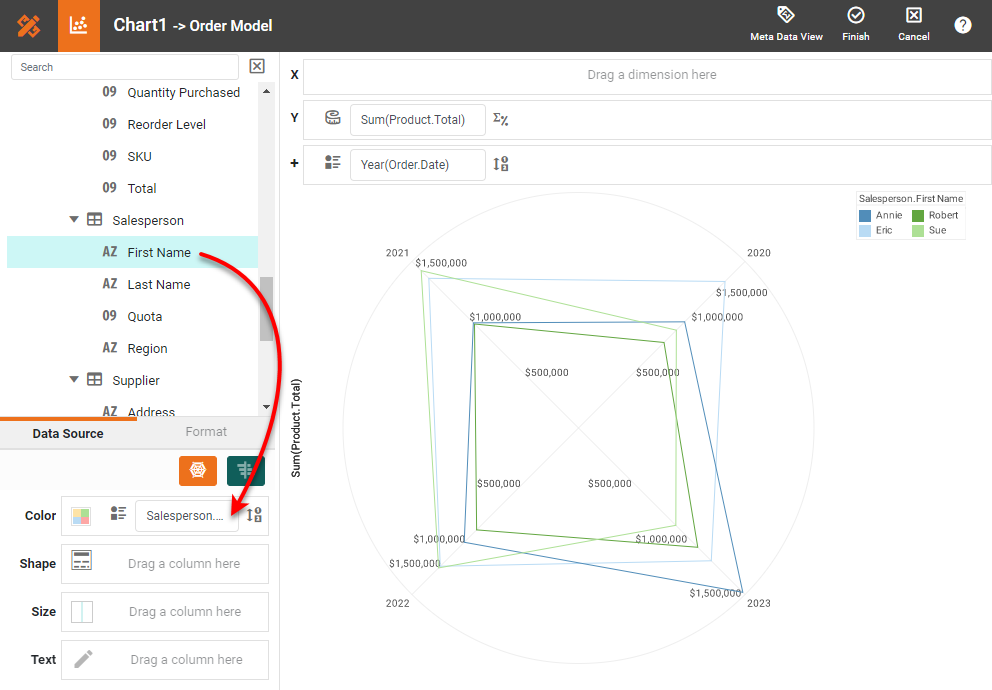 Chart1 -> Order Model
Meta Data View
Finish
Cancel
?
Search
09 Quantity Purchased
09 Reorder Level
09 SKU
09 Total
Salesperson
AZ First Name
AZ Last Name
09 Quota
AZ Region
Supplier
AZ Address
Data Source
Format
Color
Salesperson....
Shape
Drag a column here
Size
Drag a column here
Text
Drag a column here
X
Drag a dimension here
Y
Sum(Product.Total)
Σ%
+
Year(Order.Date)
Salesperson.First Name
Annie
Robert
Eric
Sue
2021
2020
$1,500,000
$1,500,000
$1,000,000
$1,000,000
$500,000
$500,000
Sum(Product.Total)
$500,000
$500,000
$1,000,000
$1,000,000
$1,500,000
$1,500,000
2022
2023